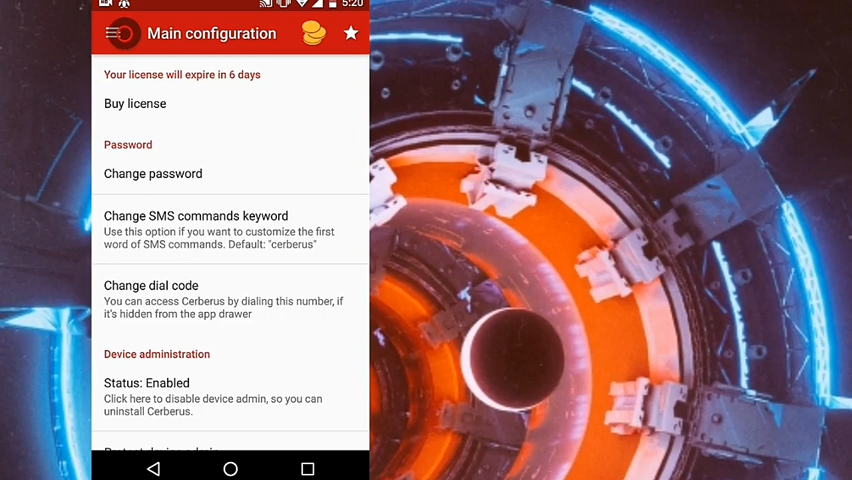 5:20
Main configuration
Your license will expire in 6 days
Buy license
Password
Change password
Change SMS commands keyword
Use this option if you want to customize the first
word of SMS commands. Default: "cerberus"
Change dial code
You can access Cerberus by dialing this number, if
it's hidden from the app drawer
Device administration
Status: Enabled
Click here to disable device admin, so you can
uninstall Cerberus.
Protect device admin